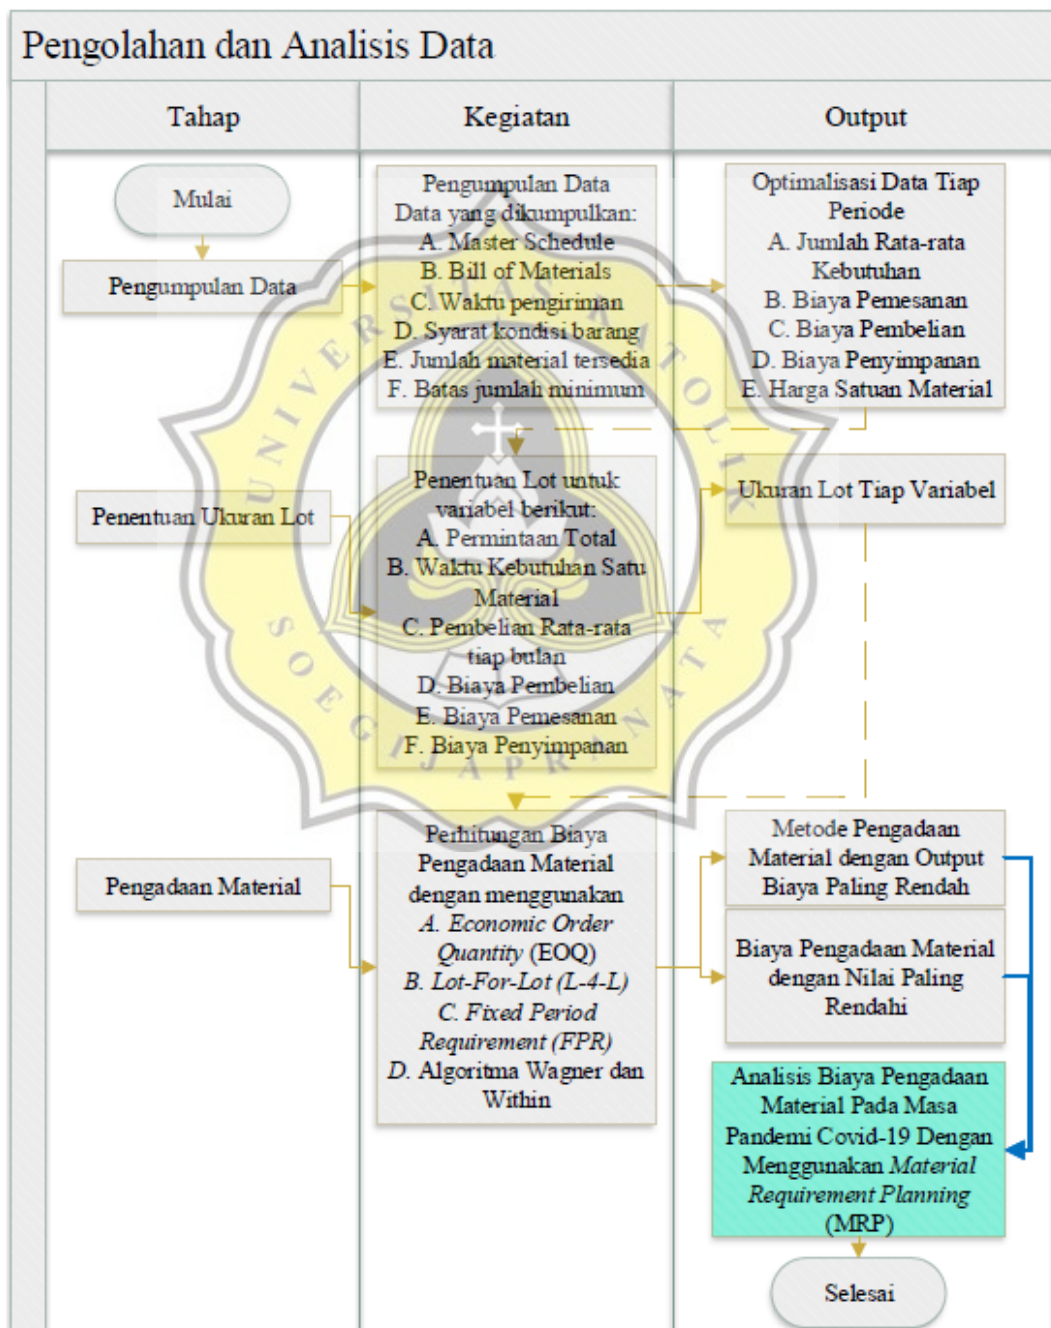 Pengolahan dan Analisis Data
Tahap
Kegiatan
Output
Mulai
Pengumpulan Data
Pengumpulan Data
Data yang dikumpulkan:
A. Master Schedule
B. Bill of Materials
C. Waktu pengiriman
D. Syarat kondisi barang
E. Jumlah material tersedia
F. Batas jumlah minimum
Optimalisasi Data Tiap
Periode
A. Jumlah Rata-rata
Kebutuhan
B. Biaya Pemesanan
C. Biaya Pembelian
D. Biaya Penyimpanan
E. Harga Satuan Material
Penentuan Ukuran Lot
Penentuan Lot untuk
variabel berikut:
A. Permintaan Total
B. Waktu Kebutuhan Satu
Material
C. Pembelian Rata-rata
tiap bulan
D. Biaya Pembelian
E. Biaya Pemesanan
F. Biaya Penyimpanan
Ukuran Lot Tiap Variabel
Pengadaan Material
Perhitungan Biaya
Pengadaan Material
dengan menggunakan
A. Economic Order
Quantity (EOQ)
B. Lot-For-Lot (L-4-L)
C. Fixed Period
Requirement (FPR)
D. Algoritma Wagner dan
Within
Metode Pengadaan
Material dengan Output
Biaya Paling Rendah
Biaya Pengadaan Material
dengan Nilai Paling
Rendahi
Analisis Biaya Pengadaan
Material Pada Masa
Pandemi Covid-19 Dengan
Menggunakan Material
Requirement Planning
(MRP)
Selesai
UNIVERSITAS KATOLIK
SOEGIJAPRANATA